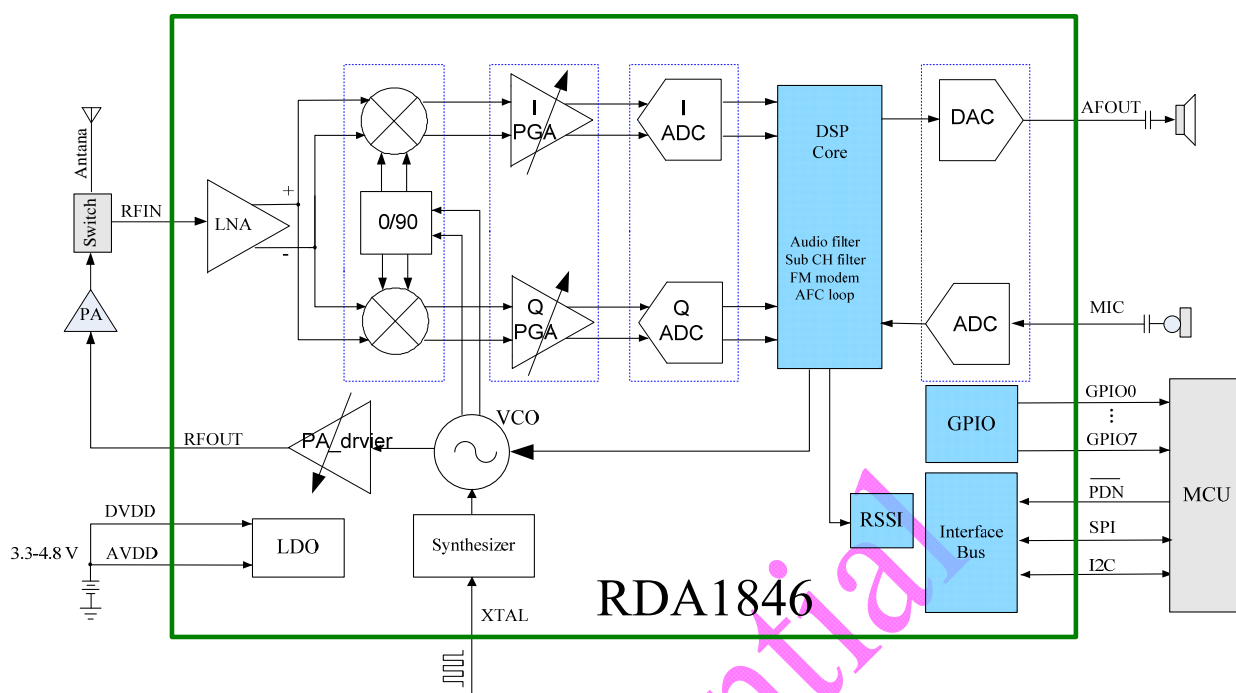 Antana
Switch
RFIN
PA
LNA
+
-
0/90
I
PGA
I
ADC
Q
PGA
Q
ADC
DSP
Core
Audio filter
Sub CH filter
FM modem
AFC loop
DAC
AFOUT
ADC
MIC
RFOUT
PA_drvier
VCO
DVDD
AVDD
3.3-4.8 V
LDO
Synthesizer
XTAL
RSSI
GPIO
GPIO0
GPIO7
Interface
Bus
PDN
SPI
I2C
MCU
RDA1846
ntial